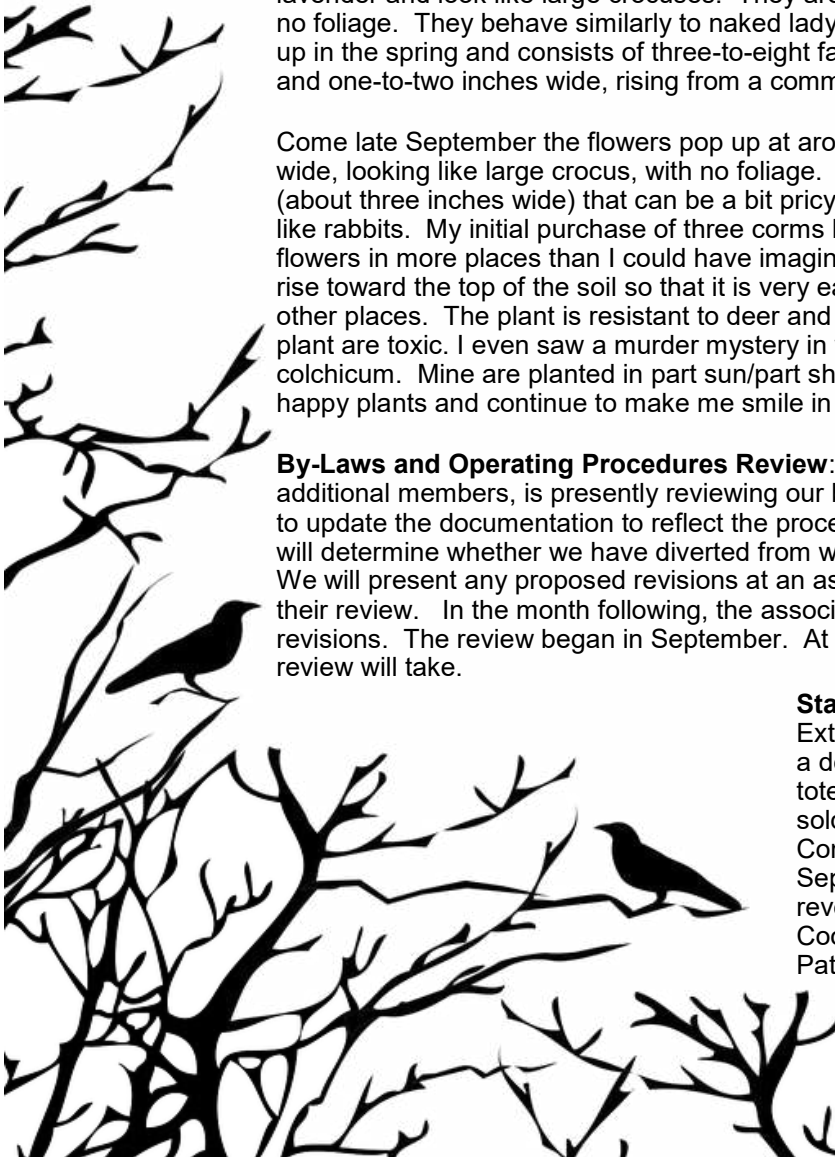 lavender and look like large crocuses. They are
no foliage. They behave similarly to naked lady
up in the spring and consists of three-to-eight fa
and one-to-two inches wide, rising from a comm
Come late September the flowers pop up at aro
wide, looking like large crocus, with no foliage.
(about three inches wide) that can be a bit pricy
like rabbits. My initial purchase of three corms h
flowers in more places than I could have imagin
rise toward the top of the soil so that it is very ea
other places. The plant is resistant to deer and
plant are toxic. I even saw a murder mystery in
colchicum. Mine are planted in part sun/part sh
happy plants and continue to make me smile in
By-Laws and Operating Procedures Review:
additional members, is presently reviewing our
to update the documentation to reflect the proce
will determine whether we have diverted from w
We will present any proposed revisions at an as
their review. In the month following, the associ
revisions. The review began in September. At
review will take.
Sta
Ext
a de
tote
sold
Cor
Sep
reve
Coo
Pat